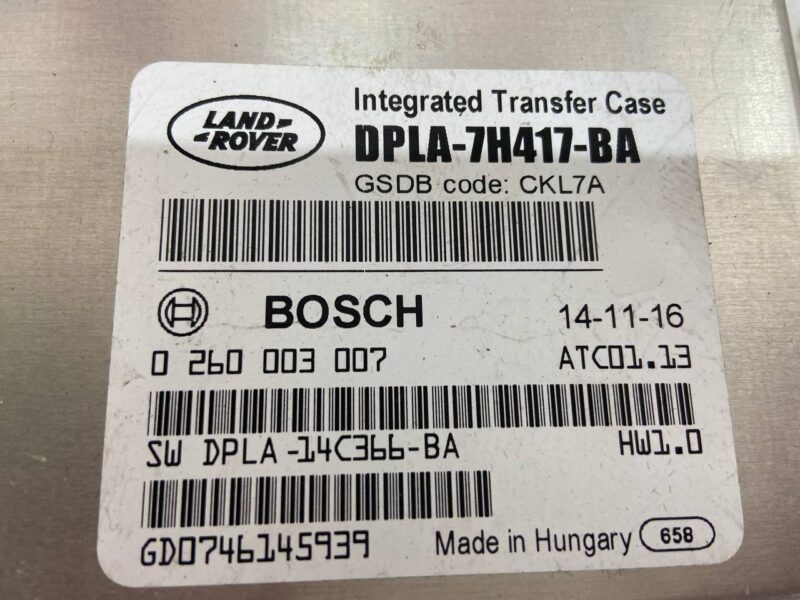 LAND-
-ROVER
Integrated Transfer Case
DPLA-7H417-BA
GSDB code: CKL7A
BOSCH
14-11-16
0 260 003 007
ATC01.13
SW DPLA-14C366-BA
HW1.0
GD0746145939
Made in Hungary
658